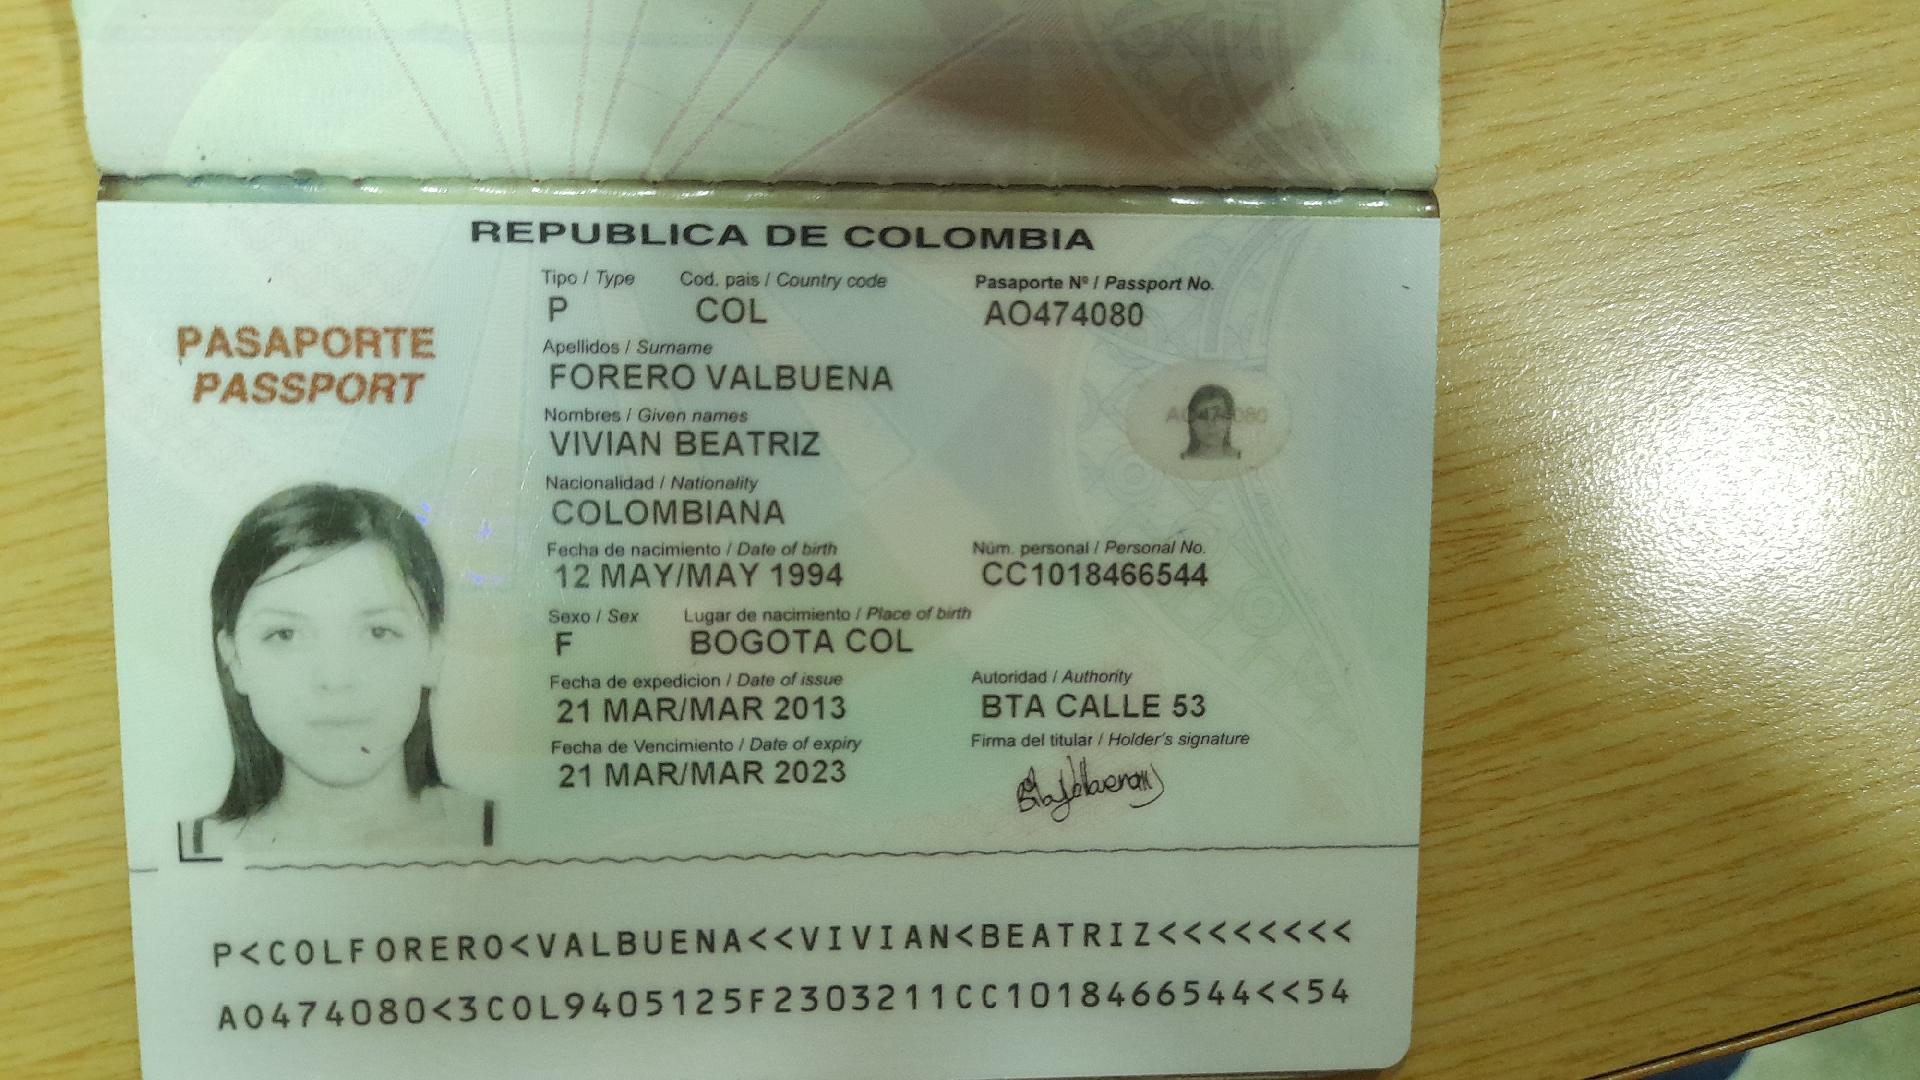 REPUBLICA DE COLOMBIA
PASAPORTE
PASSPORT
Tipo / Type Cod. pais / Country code Pasaporte Nº / Passport No.
P COL AO474080
Apellidos / Surname
FORERO VALBUENA
Nombres / Given names
VIVIAN BEATRIZ
AO474080
Nacionalidad / Nationality
COLOMBIANA
Fecha de nacimiento / Date of birth Núm. personal / Personal No.
12 MAY/MAY 1994 CC1018466544
Sexo / Sex Lugar de nacimiento / Place of birth
F BOGOTA COL
Fecha de expedicion / Date of issue Autoridad / Authority
21 MAR/MAR 2013 BTA CALLE 53
Fecha de Vencimiento / Date of expiry Firma del titular / Holder's signature
21 MAR/MAR 2023
P<COLFORERO<VALBUENA<<VIVIAN<BEATRIZ<<<<<<<<
AO474080<3COL9405125F2303211CC1018466544<<54